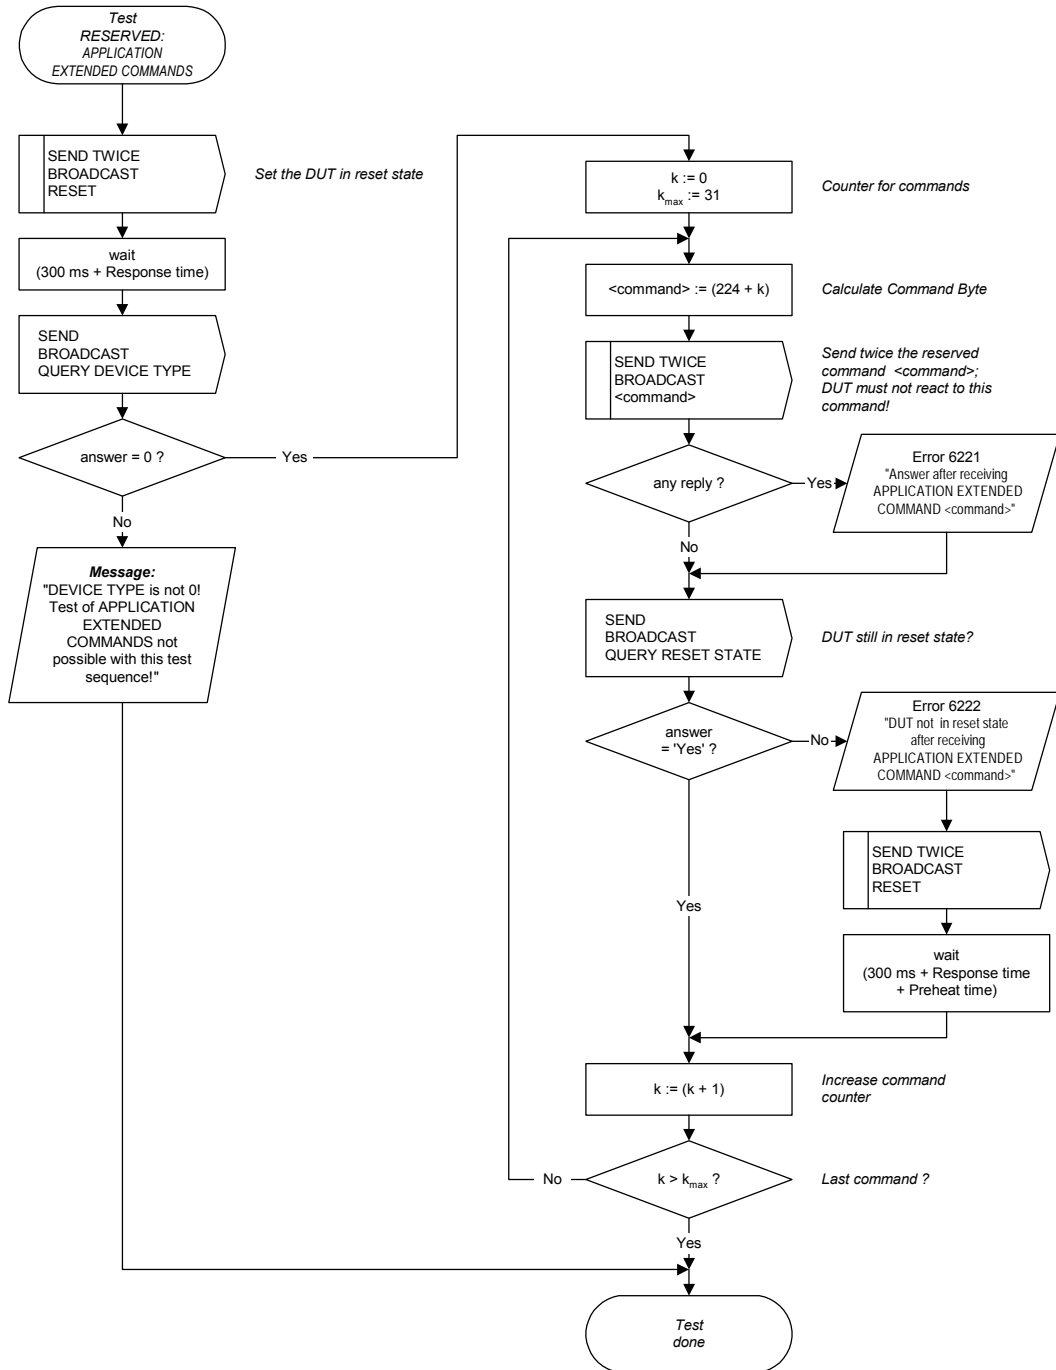 Test
RESERVED:
APPLICATION
EXTENDED COMMANDS
SEND TWICE
BROADCAST
RESET
Set the DUT in reset state
wait
(300 ms + Response time)
SEND
BROADCAST
QUERY DEVICE TYPE
answer = 0 ?
Yes
No
Message:
"DEVICE TYPE is not 0!
Test of APPLICATION
EXTENDED
COMMANDS not
possible with this test
sequence!"
k := 0
kmax := 31
Counter for commands
<command> := (224 + k)
Calculate Command Byte
SEND TWICE
BROADCAST
<command>
Send twice the reserved
command <command>;
DUT must not react to this
command!
any reply ?
Yes
No
Error 6221
"Answer after receiving
APPLICATION EXTENDED
COMMAND <command>"
SEND
BROADCAST
QUERY RESET STATE
DUT still in reset state?
answer
= 'Yes' ?
No
Yes
Error 6222
"DUT not in reset state
after receiving
APPLICATION EXTENDED
COMMAND <command>"
SEND TWICE
BROADCAST
RESET
wait
(300 ms + Response time
+ Preheat time)
k := (k + 1)
Increase command
counter
k > kmax ?
No
Last command ?
Yes
Test
done